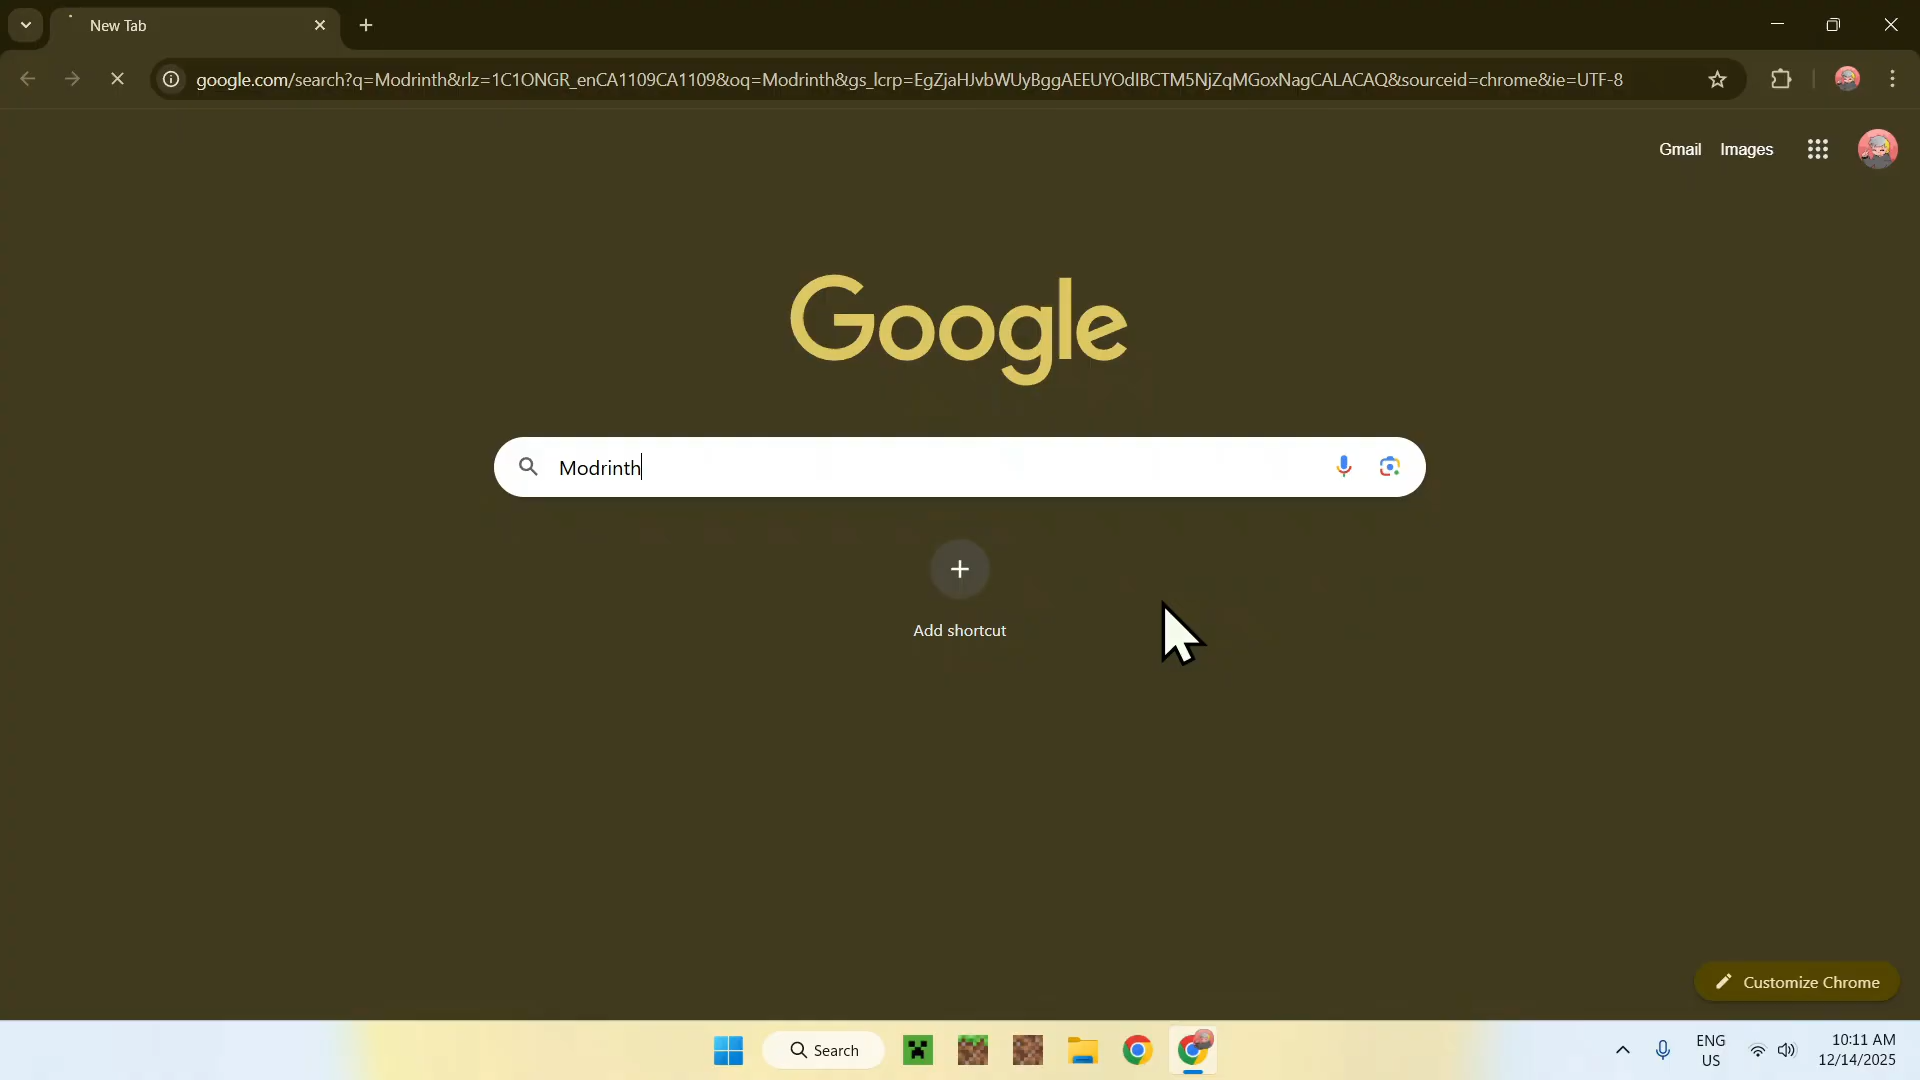 New Tab
google.com/search?q=Modrinth&rlz=1C1ONGR_enCA1109CA1109&oq=Modrinth&gs_lcrp=EgZjaHJvbWUyBggAEEUYOdIBCTM5NjZqMGoxNagCALACAQ&sourceid=chrome&ie=UTF-8
Gmail Images
Google
Modrinth
Add shortcut
Customize Chrome
Search
ENG
US
10:11 AM
12/14/2025